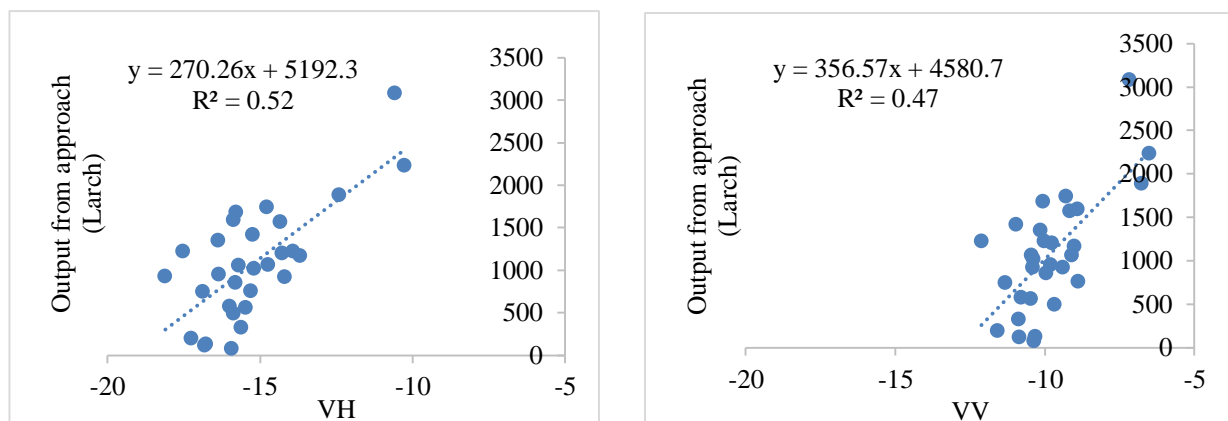 y = 270.26x + 5192.3
R² = 0.52
Output from approach
(Larch)
3500
3000
2500
2000
1500
1000
500
0
-20
-15
-10
-5
VH
y = 356.57x + 4580.7
R² = 0.47
Output from approach
(Larch)
3500
3000
2500
2000
1500
1000
500
0
-20
-15
-10
-5
VV